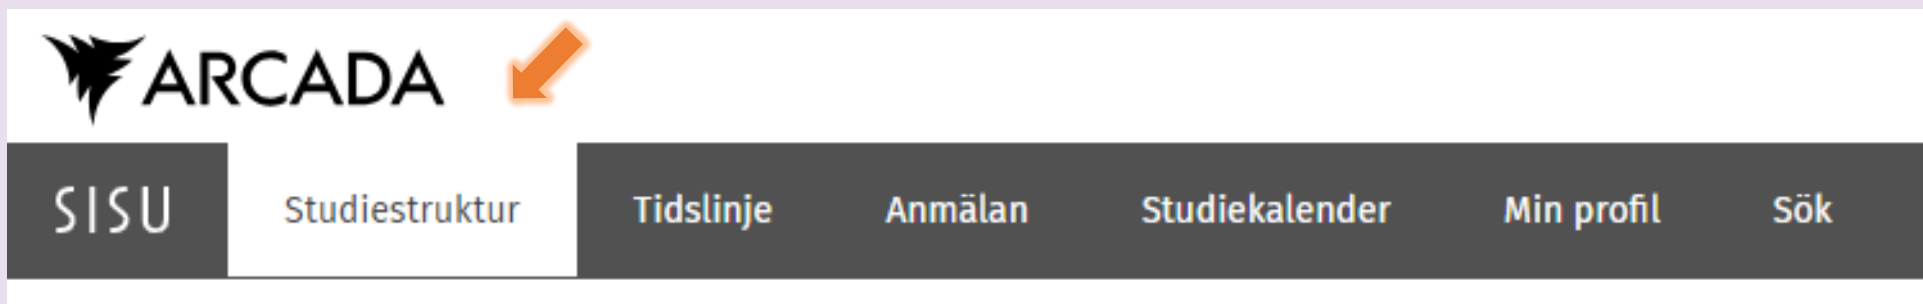 ARCADA
SISU Studiestruktur Tidslinje Anmälan Studiekalender Min profil Sök